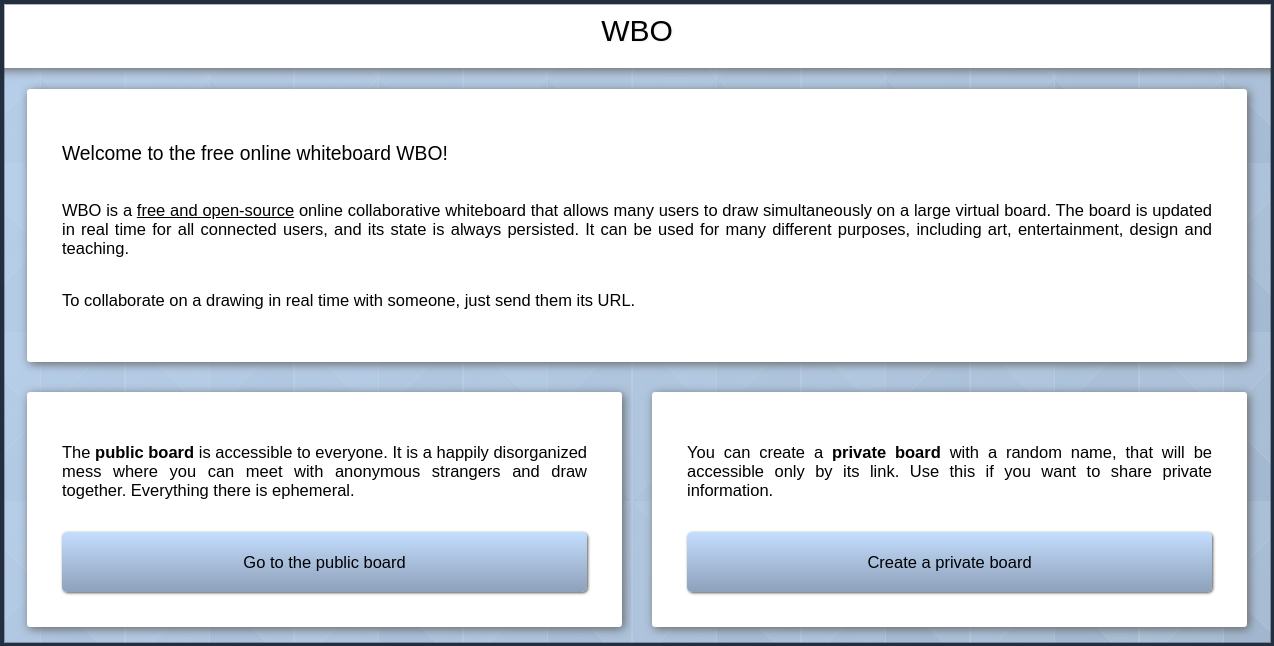 WBO
Welcome to the free online whiteboard WBO!
WBO is a free and open-source online collaborative whiteboard that allows many users to draw simultaneously on a large virtual board. The board is updated
in real time for all connected users, and its state is always persisted. It can be used for many different purposes, including art, entertainment, design and
teaching.
To collaborate on a drawing in real time with someone, just send them its URL.
The public board is accessible to everyone. It is a happily disorganized
mess where you can meet with anonymous strangers and draw
together. Everything there is ephemeral.
Go to the public board
You can create a private board with a random name, that will be
accessible only by its link. Use this if you want to share private
information.
Create a private board